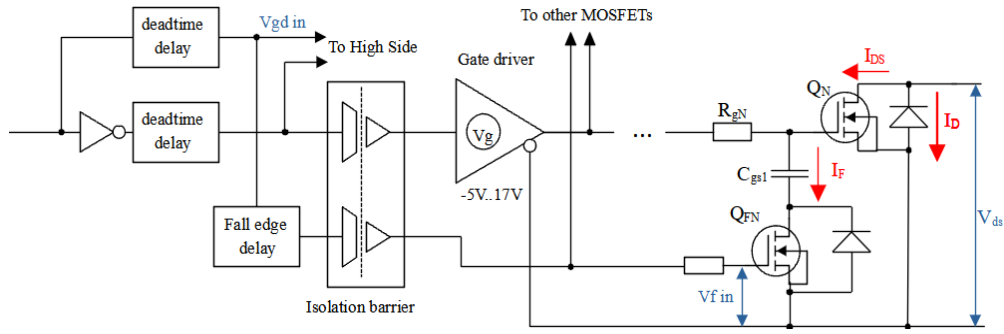 deadtime
delay
Vgd in
To High Side
To other MOSFETs
Gate driver
deadtime
delay
Vg
-5V..17V
...
RgN
QN
IDS
ID
Cgs1
IF
Vds
QFN
Fall edge
delay
Vf in
Isolation barrier